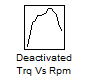 Deactivated
Trq Vs Rpm